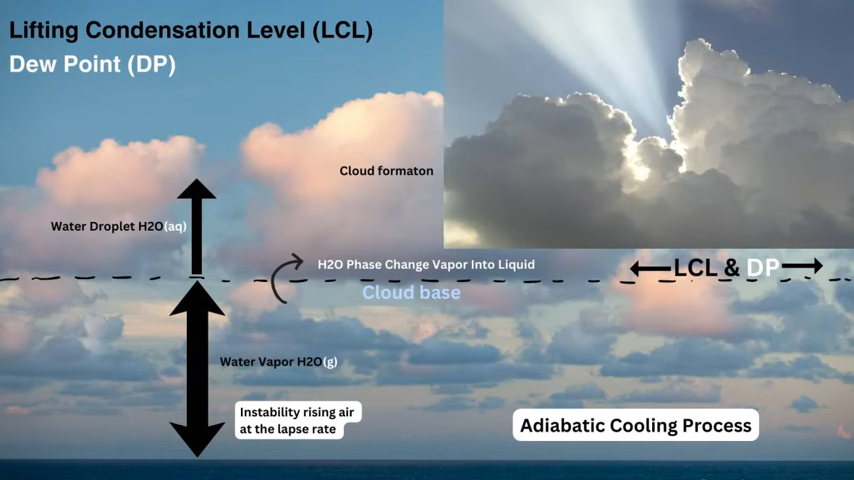 Lifting Condensation Level (LCL)
Dew Point (DP)
Cloud formaton
Water Droplet H2O(aq)
H2O Phase Change Vapor Into Liquid
LCL & DP
Cloud base
Water Vapor H2O(g)
Instability rising air
at the lapse rate
Adiabatic Cooling Process